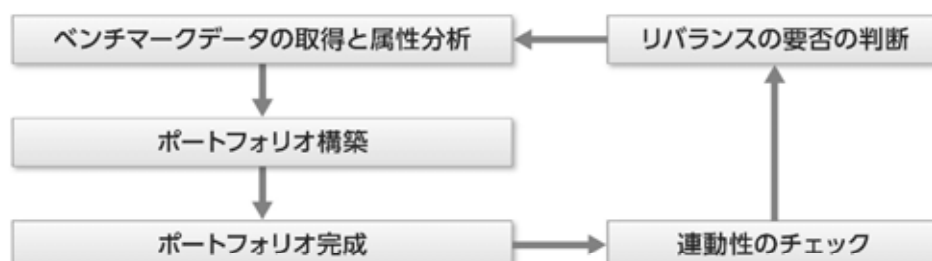 ベンチマークデータの取得と属性分析
リバランスの要否の判断
ポートフォリオ構築
ポートフォリオ完成
連動性のチェック